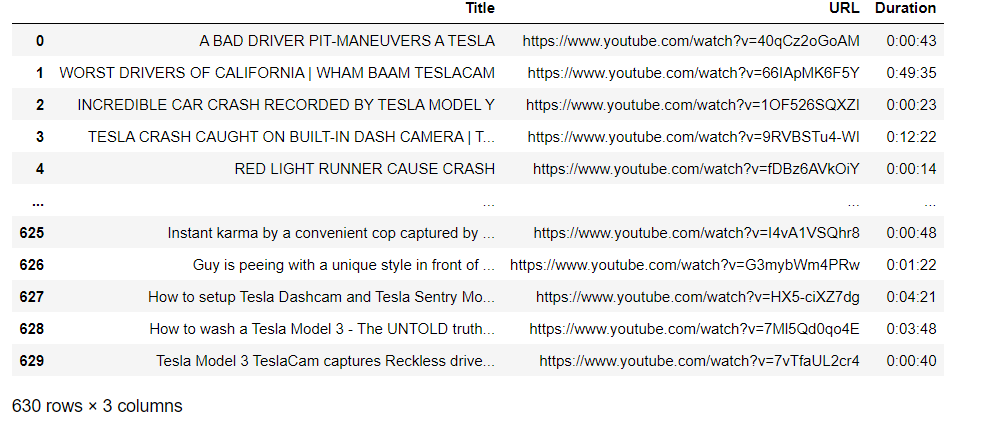 Title URL Duration
0 A BAD DRIVER PIT-MANEUVERS A TESLA https://www.youtube.com/watch?v=40qCz2oGoAM 0:00:43
1 WORST DRIVERS OF CALIFORNIA | WHAM BAAM TESLACAM https://www.youtube.com/watch?v=66IApMK6F5Y 0:49:35
2 INCREDIBLE CAR CRASH RECORDED BY TESLA MODEL Y https://www.youtube.com/watch?v=1OF526SQXZI 0:00:23
3 TESLA CRASH CAUGHT ON BUILT-IN DASH CAMERA | T... https://www.youtube.com/watch?v=9RVBSTu4-WI 0:12:22
4 RED LIGHT RUNNER CAUSE CRASH https://www.youtube.com/watch?v=fDBz6AVkOiY 0:00:14
... ... ... ...
625 Instant karma by a convenient cop captured by ... https://www.youtube.com/watch?v=I4vA1VSQhr8 0:00:48
626 Guy is peeing with a unique style in front of ... https://www.youtube.com/watch?v=G3mybWm4PRw 0:01:22
627 How to setup Tesla Dashcam and Tesla Sentry Mo... https://www.youtube.com/watch?v=HX5-ciXZ7dg 0:04:21
628 How to wash a Tesla Model 3 - The UNTOLD truth... https://www.youtube.com/watch?v=7Ml5Qd0qo4E 0:03:48
629 Tesla Model 3 TeslaCam captures Reckless drive... https://www.youtube.com/watch?v=7vTfaUL2cr4 0:00:40
630 rows × 3 columns